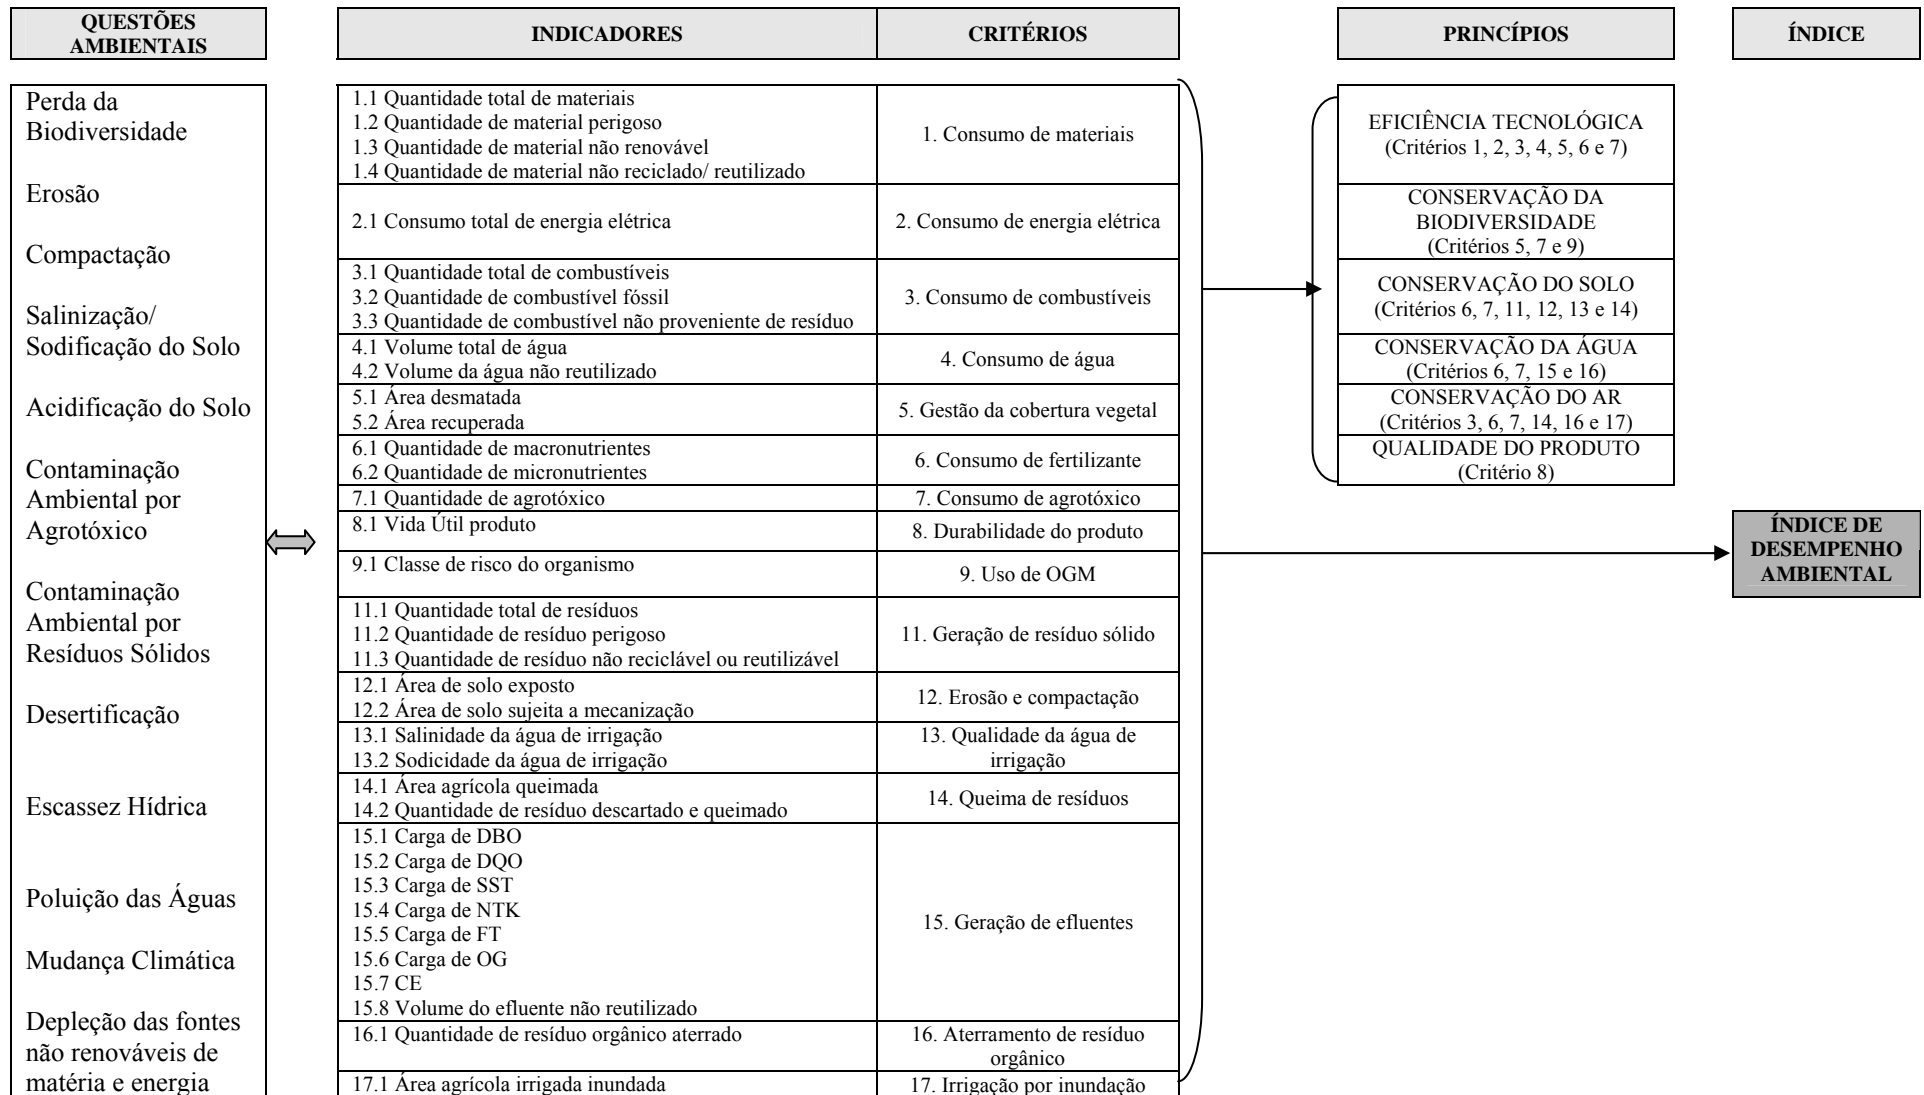 QUESTÕES
AMBIENTAIS
INDICADORES
CRITÉRIOS
PRINCÍPIOS
ÍNDICE
Perda da
Biodiversidade
Erosão
Compactação
Salinização/
Sodificação do Solo
Acidificação do Solo
Contaminação
Ambiental por
Agrotóxico
Contaminação
Ambiental por
Resíduos Sólidos
Desertificação
Escassez Hídrica
Poluição das Águas
Mudança Climática
Depleção das fontes
não renováveis de
matéria e energia
1.1 Quantidade total de materiais
1.2 Quantidade de material perigoso
1.3 Quantidade de material não renovável
1.4 Quantidade de material não reciclado/ reutilizado
1. Consumo de materiais
2.1 Consumo total de energia elétrica
2. Consumo de energia elétrica
3.1 Quantidade total de combustíveis
3.2 Quantidade de combustível fóssil
3.3 Quantidade de combustível não proveniente de resíduo
3. Consumo de combustíveis
4.1 Volume total de água
4.2 Volume da água não reutilizado
4. Consumo de água
5.1 Área desmatada
5.2 Área recuperada
5. Gestão da cobertura vegetal
6.1 Quantidade de macronutrientes
6.2 Quantidade de micronutrientes
6. Consumo de fertilizante
7.1 Quantidade de agrotóxico
7. Consumo de agrotóxico
8.1 Vida Útil produto
8. Durabilidade do produto
9.1 Classe de risco do organismo
9. Uso de OGM
11.1 Quantidade total de resíduos
11.2 Quantidade de resíduo perigoso
11.3 Quantidade de resíduo não reciclável ou reutilizável
11. Geração de resíduo sólido
12.1 Área de solo exposto
12.2 Área de solo sujeita a mecanização
12. Erosão e compactação
13.1 Salinidade da água de irrigação
13.2 Sodicidade da água de irrigação
13. Qualidade da água de
irrigação
14.1 Área agrícola queimada
14.2 Quantidade de resíduo descartado e queimado
14. Queima de resíduos
15.1 Carga de DBO
15.2 Carga de DQO
15.3 Carga de SST
15.4 Carga de NTK
15.5 Carga de FT
15.6 Carga de OG
15.7 CE
15.8 Volume do efluente não reutilizado
15. Geração de efluentes
16.1 Quantidade de resíduo orgânico aterrado
16. Aterramento de resíduo
orgânico
17.1 Área agrícola irrigada inundada
17. Irrigação por inundação
EFICIÊNCIA TECNOLÓGICA
(Critérios 1, 2, 3, 4, 5, 6 e 7)
CONSERVAÇÃO DA
BIODIVERSIDADE
(Critérios 5, 7 e 9)
CONSERVAÇÃO DO SOLO
(Critérios 6, 7, 11, 12, 13 e 14)
CONSERVAÇÃO DA ÁGUA
(Critérios 6, 7, 15 e 16)
CONSERVAÇÃO DO AR
(Critérios 3, 6, 7, 14, 16 e 17)
QUALIDADE DO PRODUTO
(Critério 8)
ÍNDICE DE
DESEMPENHO
AMBIENTAL